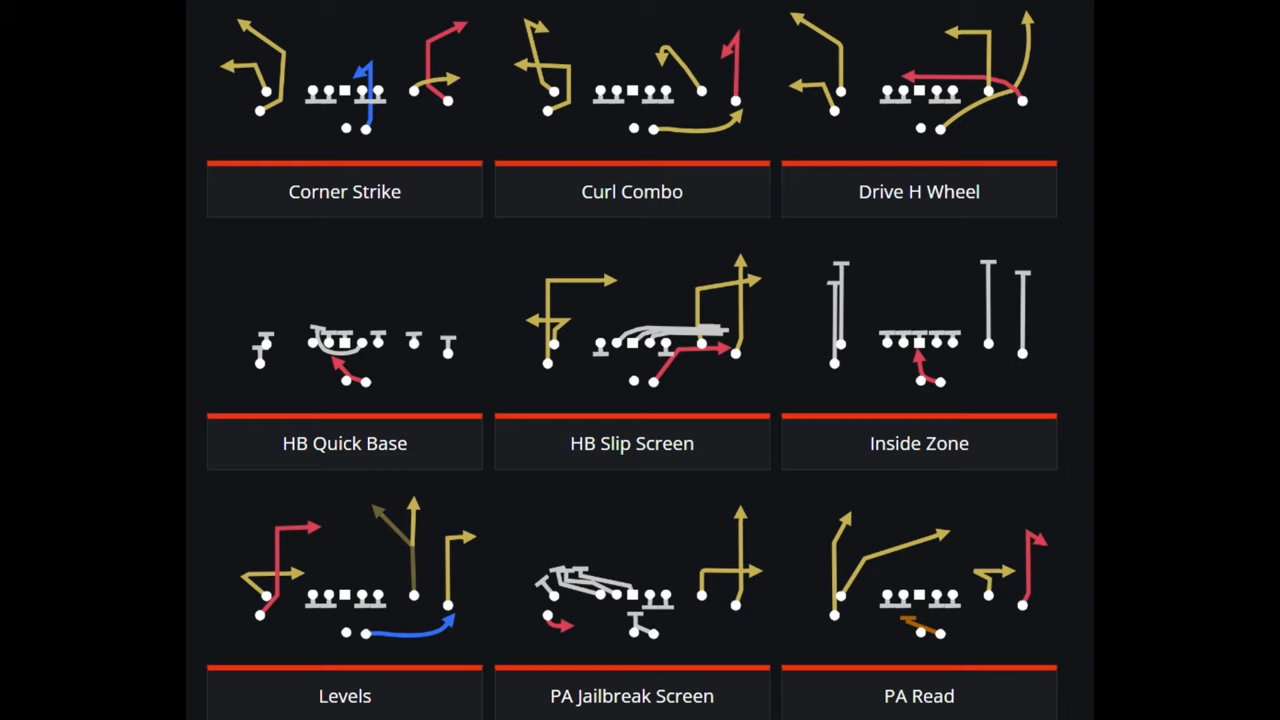 Corner Strike
Curl Combo
Drive H Wheel
HB Quick Base
HB Slip Screen
Inside Zone
Levels
PA Jailbreak Screen
PA Read